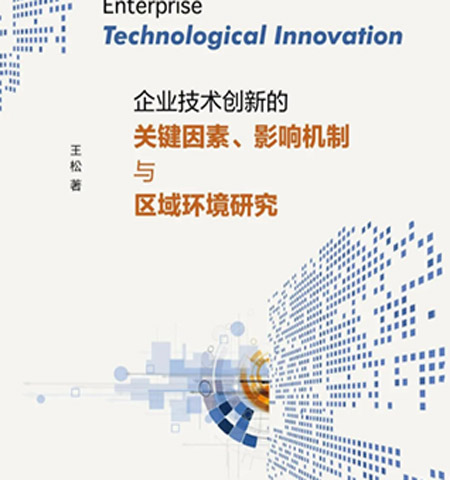 Enterprise
Technological Innovation
企业技术创新的
关键因素、影响机制
与
区域环境研究
王松 著